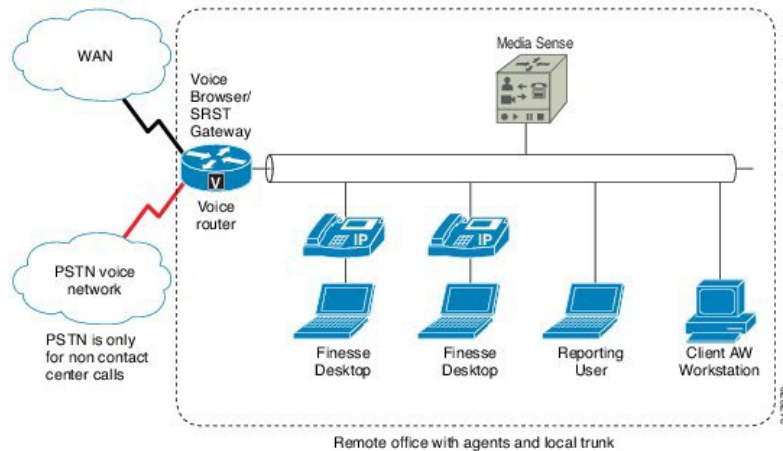 WAN
Voice
Browser/
SRST
Gateway
V
Voice
router
Media Sense
PSTN voice
network
PSTN is only
for non contact
center calls
IP
IP
Finesse
Desktop
Finesse
Desktop
Reporting
User
Client AW
Workstation
Remote office with agents and local trunk